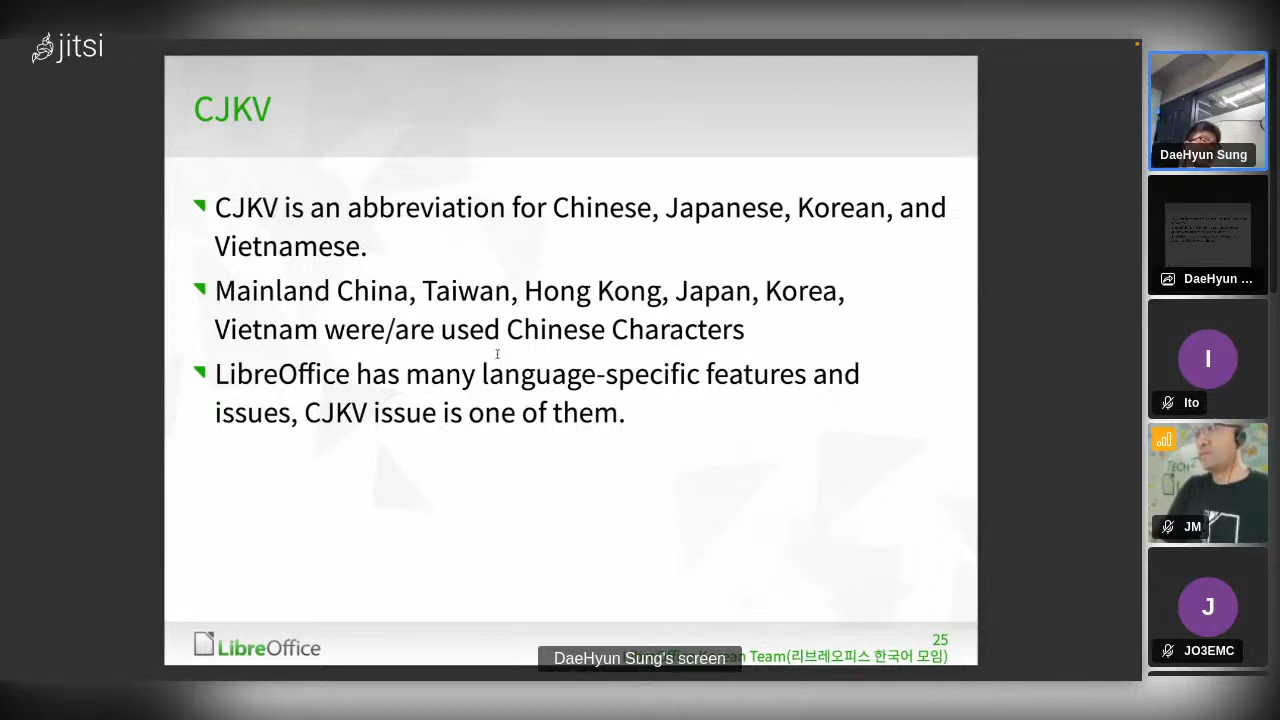 jitsi
CJKV
CJKV is an abbreviation for Chinese, Japanese, Korean, and
Vietnamese.
Mainland China, Taiwan, Hong Kong, Japan, Korea,
Vietnam were/are used Chinese Characters
LibreOffice has many language-specific features and
issues, CJKV issue is one of them.
LibreOffice
25
an Team(리브레오피스 한국어 모임)
DaeHyun Sung's screen
DaeHyun Sung
DaeHyun ...
I
Ito
TECH
JM
J
JO3EMC